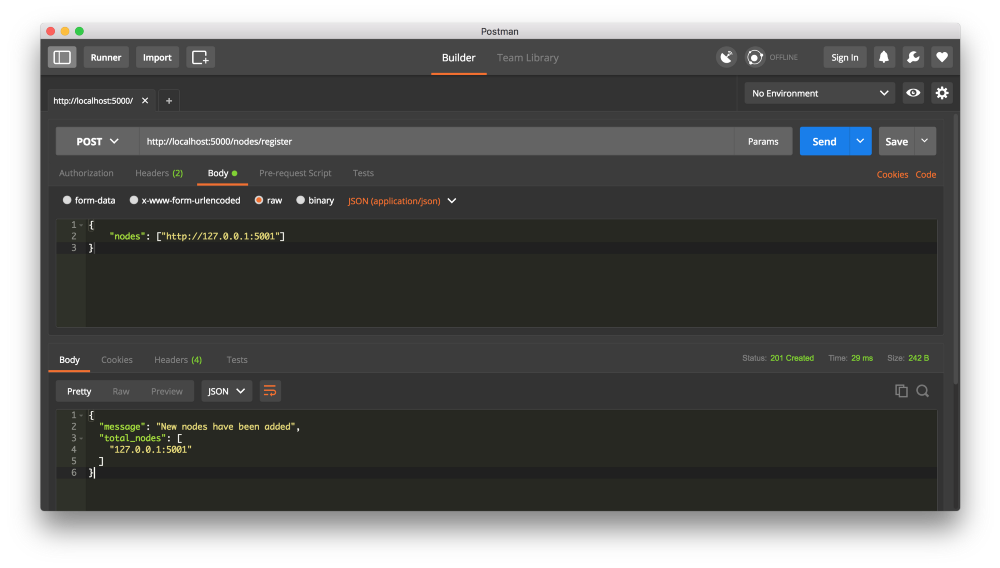 Postman
Runner Import Builder Team Library OFFLINE Sign In
http://localhost:5000/ ✕ + No Environment
POST http://localhost:5000/nodes/register Params Send Save
Authorization Headers (2) Body Pre-request Script Tests Cookies Code
form-data x-www-form-urlencoded raw binary JSON (application/json)
1 {
2 "nodes": ["http://127.0.0.1:5001"]
3 }
Body Cookies Headers (4) Tests Status: 201 Created Time: 29 ms Size: 242 B
Pretty Raw Preview JSON
1 {
2 "message": "New nodes have been added",
3 "total_nodes": [
4 "127.0.0.1:5001"
5 ]
6 }